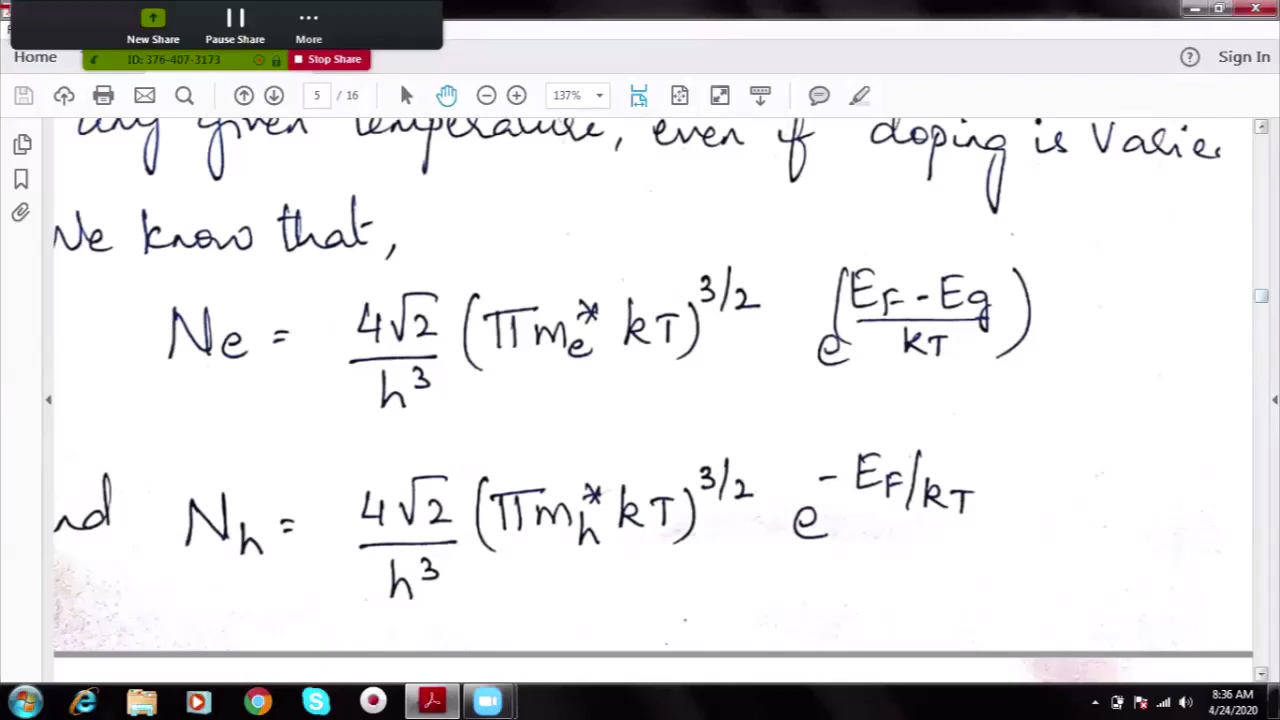 New Share Pause Share More
ID: 376-407-3173 Stop Share
Home Sign In
5 / 16 137%
any given temperature, even if doping is varie
We know that,
Ne = 4√2/h³ (πm*e kT)^3/2 e^((EF - Eg)/kT)
nd Nh = 4√2/h³ (πm*h kT)^3/2 e^(-EF/kT)
8:36 AM
4/24/2020